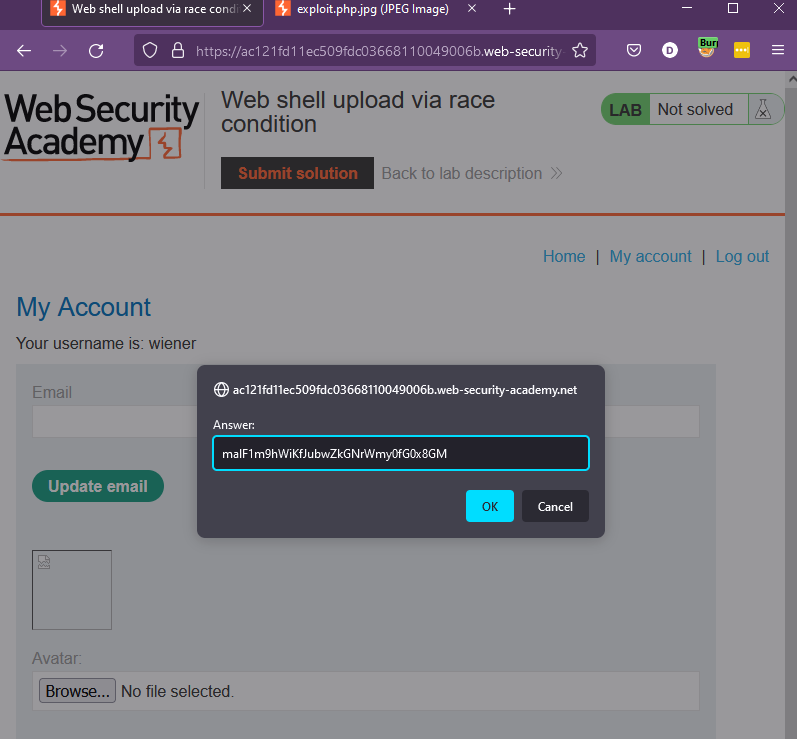 Web shell upload via race condi
exploit.php.jpg (JPEG Image)
https://ac121fd11ec509fdc03668110049006b.web-security-
D
Burp
Web Security
Academy
Web shell upload via race
condition
LAB Not solved
Submit solution Back to lab description
Home | My account | Log out
My Account
Your username is: wiener
Email
ac121fd11ec509fdc03668110049006b.web-security-academy.net
Answer:
malF1m9hWiKfJubwZkGNrWmy0fG0x8GM
OK Cancel
Update email
Avatar:
Browse... No file selected.